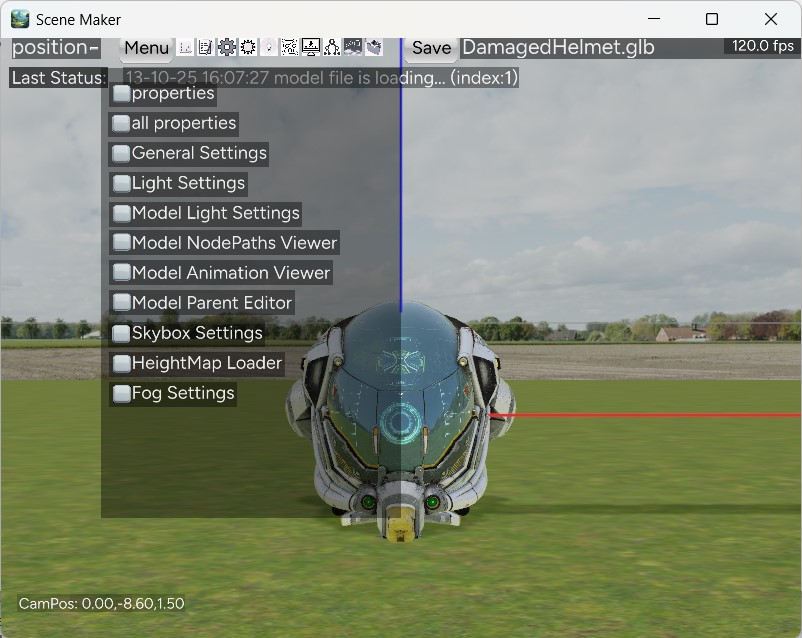 Scene Maker
position- Menu Save DamagedHelmet.glb 120.0 fps
Last Status: 13-10-25 16:07:27 model file is loading... (index:1)
properties
all properties
General Settings
Light Settings
Model Light Settings
Model NodePaths Viewer
Model Animation Viewer
Model Parent Editor
Skybox Settings
HeightMap Loader
Fog Settings
CamPos: 0.00,-8.60,1.50